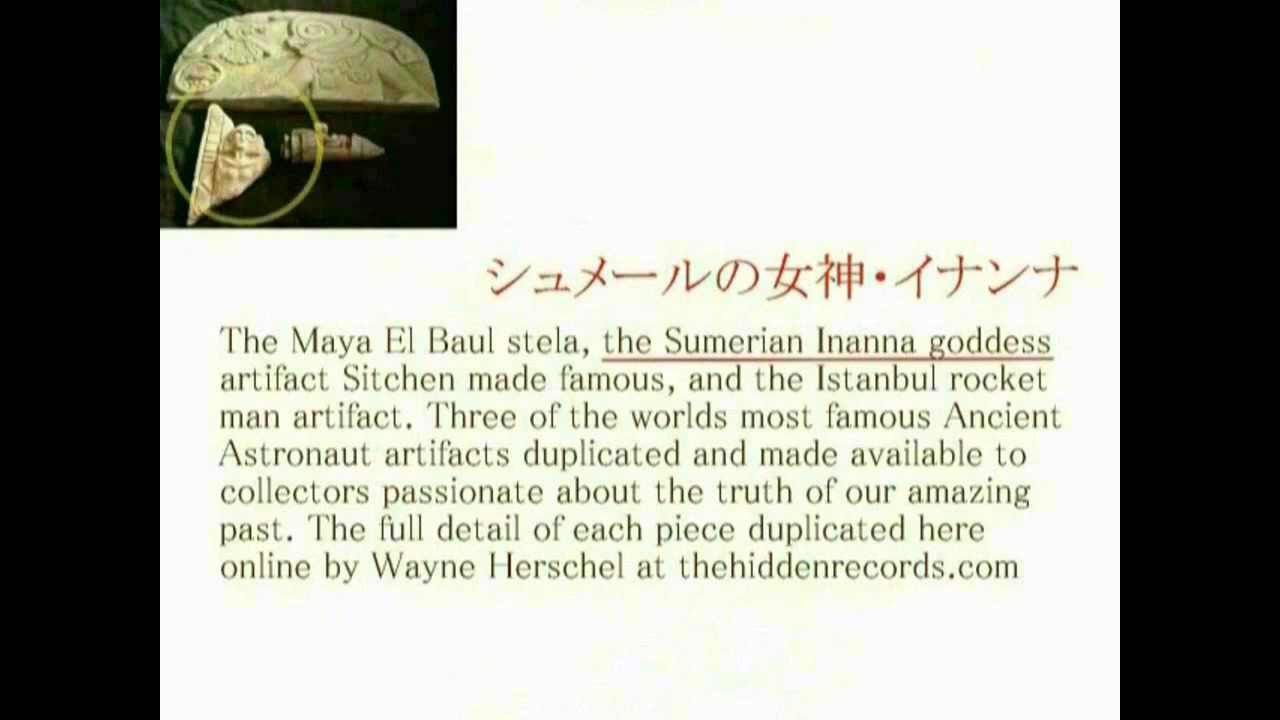 シュメールの女神・イナンナ
The Maya El Baul stela, the Sumerian Inanna goddess
artifact Sitchen made famous, and the Istanbul rocket
man artifact. Three of the worlds most famous Ancient
Astronaut artifacts duplicated and made available to
collectors passionate about the truth of our amazing
past. The full detail of each piece duplicated here
online by Wayne Herschel at thehiddenrecords.com